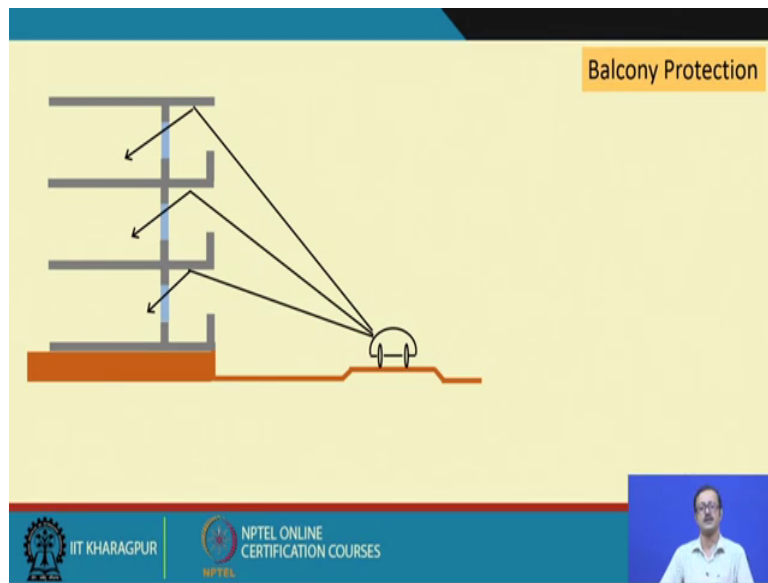 Balcony Protection
IIT KHARAGPUR
NPTEL
NPTEL ONLINE
CERTIFICATION COURSES